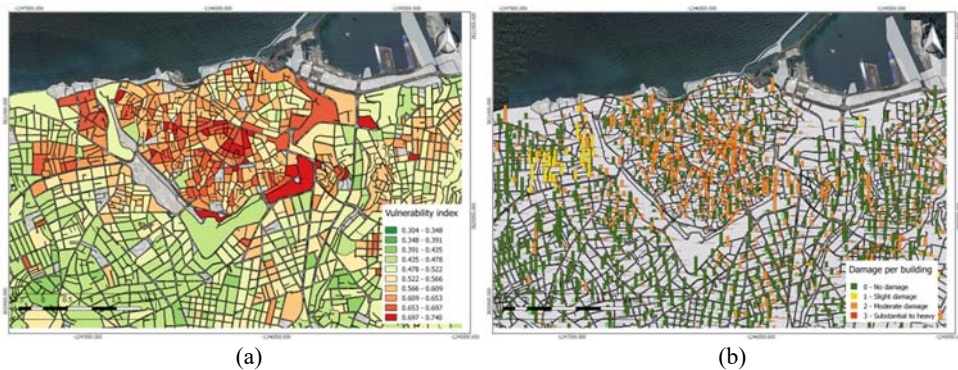 Vulnerability index
0.304 - 0.348
0.348 - 0.391
0.391 - 0.435
0.435 - 0.478
0.478 - 0.522
0.522 - 0.566
0.566 - 0.609
0.609 - 0.653
0.653 - 0.697
0.697 - 0.740
(a)
Damage per building
0 - No damage
1 - Slight damage
2 - Moderate damage
3 - Substantial to heavy
(b)